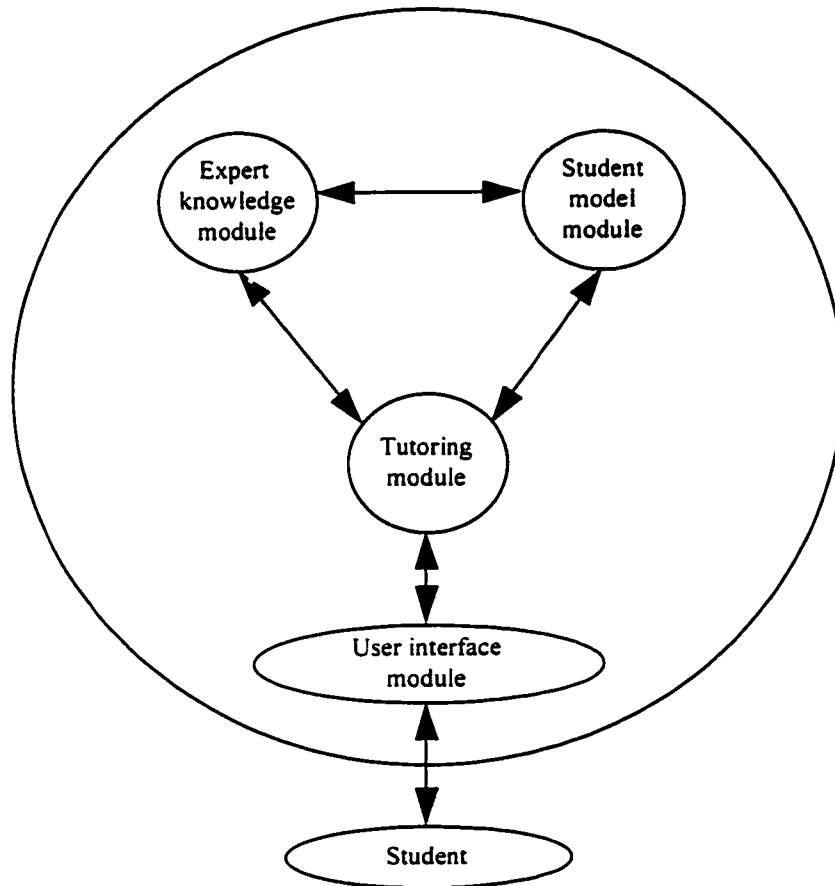 Expert
knowledge
module
Student
model
module
Tutoring
module
User interface
module
Student